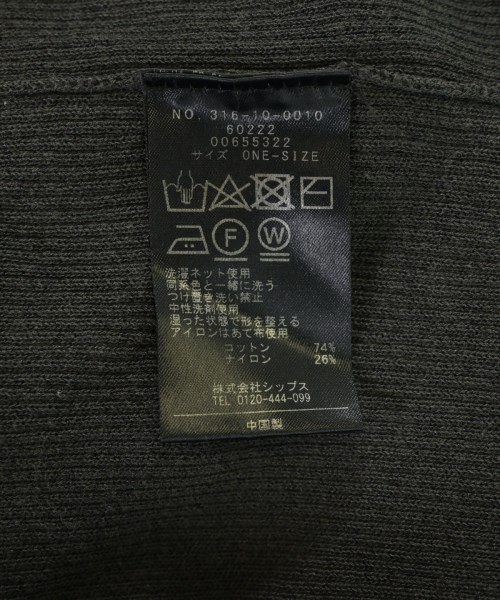 NO. 316-10-0010
60222
00655322
サイズ ONE-SIZE
F W
洗濯ネット使用
同系色と一緒に洗う
つけ置き洗い禁止
中性洗剤使用
湿った状態で形を整える
アイロンはあて布使用
コットン 74%
ナイロン 26%
株式会社シップス
TEL 0120-444-099
中国製